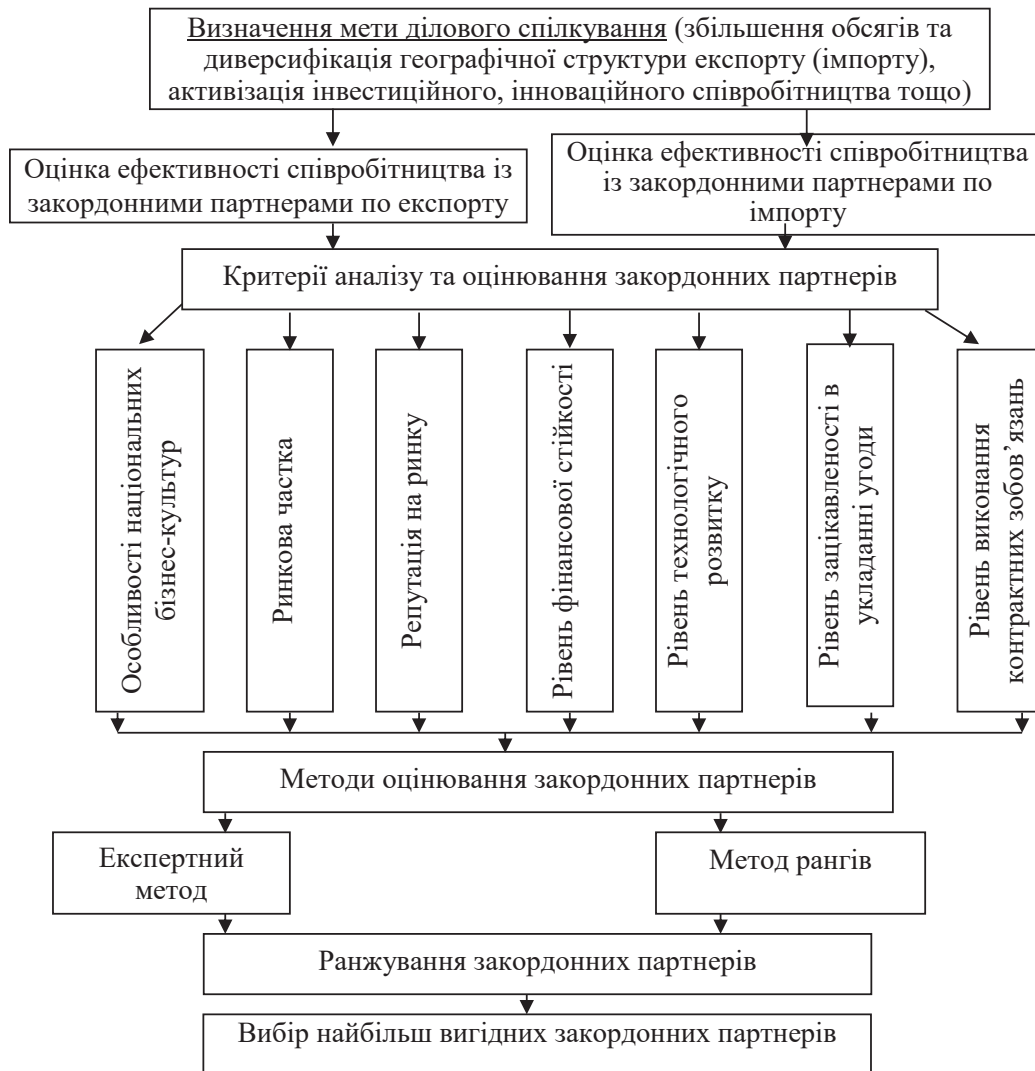 Визначення мети ділового спілкування (збільшення обсягів та
диверсифікація географічної структури експорту (імпорту),
активізація інвестиційного, інноваційного співробітництва тощо)
Оцінка ефективності співробітництва із
закордонними партнерами по експорту
Оцінка ефективності співробітництва
із закордонними партнерами по
імпорту
Критерії аналізу та оцінювання закордонних партнерів
Особливості національних
бізнес-культур
Ринкова частка
Репутація на ринку
Рівень фінансової стійкості
Рівень технологічного
розвитку
Рівень зацікавленості в
укладанні угоди
Рівень виконання
контрактних зобов’язань
Методи оцінювання закордонних партнерів
Експертний
метод
Метод рангів
Ранжування закордонних партнерів
Вибір найбільш вигідних закордонних партнерів